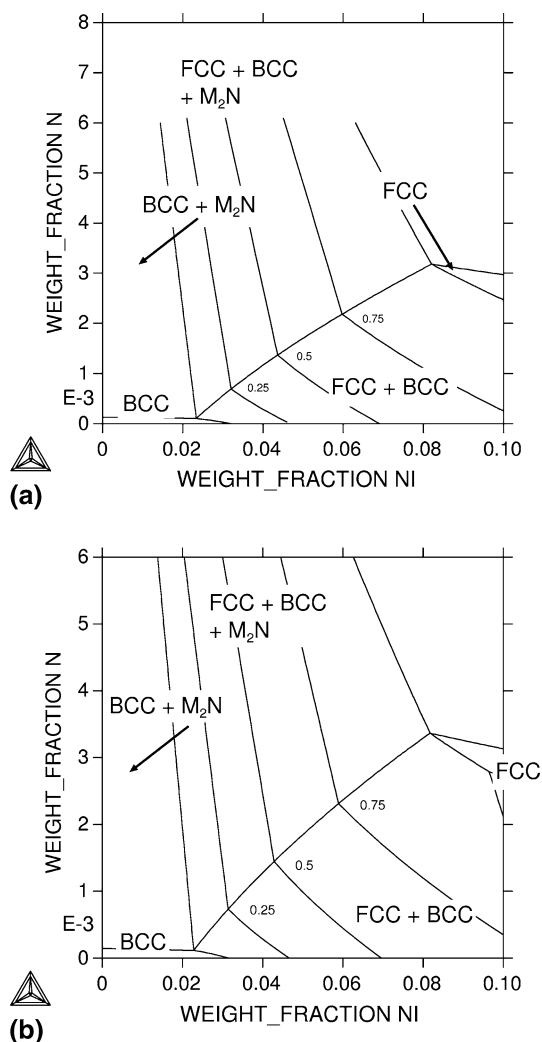 8
7
6
5
4
3
2
1
E-3
0
WEIGHT_FRACTION N
FCC + BCC
+ M₂N
BCC + M₂N
FCC
0.75
0.5
0.25
FCC + BCC
BCC
0 0.02 0.04 0.06 0.08 0.10
WEIGHT_FRACTION NI
(a)
6
5
4
3
2
1
E-3
0
WEIGHT_FRACTION N
FCC + BCC
+ M₂N
BCC + M₂N
FCC
0.75
0.5
0.25
FCC + BCC
BCC
0 0.02 0.04 0.06 0.08 0.10
WEIGHT_FRACTION NI
(b)